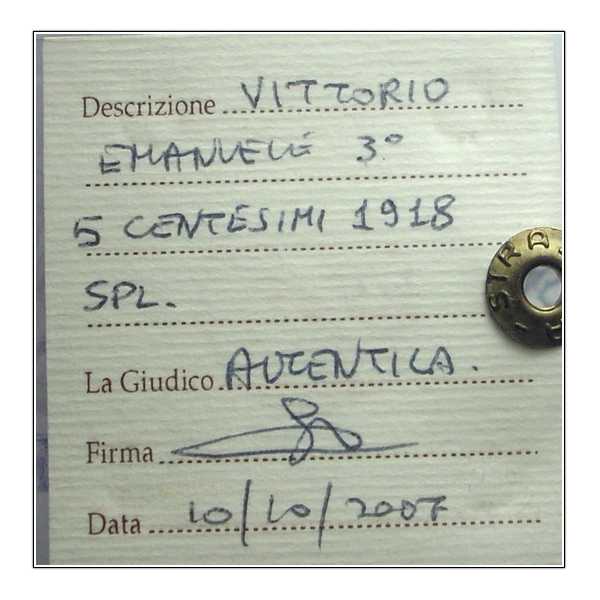 Descrizione VITTORIO
EMANUELE 3°
5 CENTESIMI 1918
SPL.
La Giudico AUTENTICA.
Firma
Data 10/10/2007